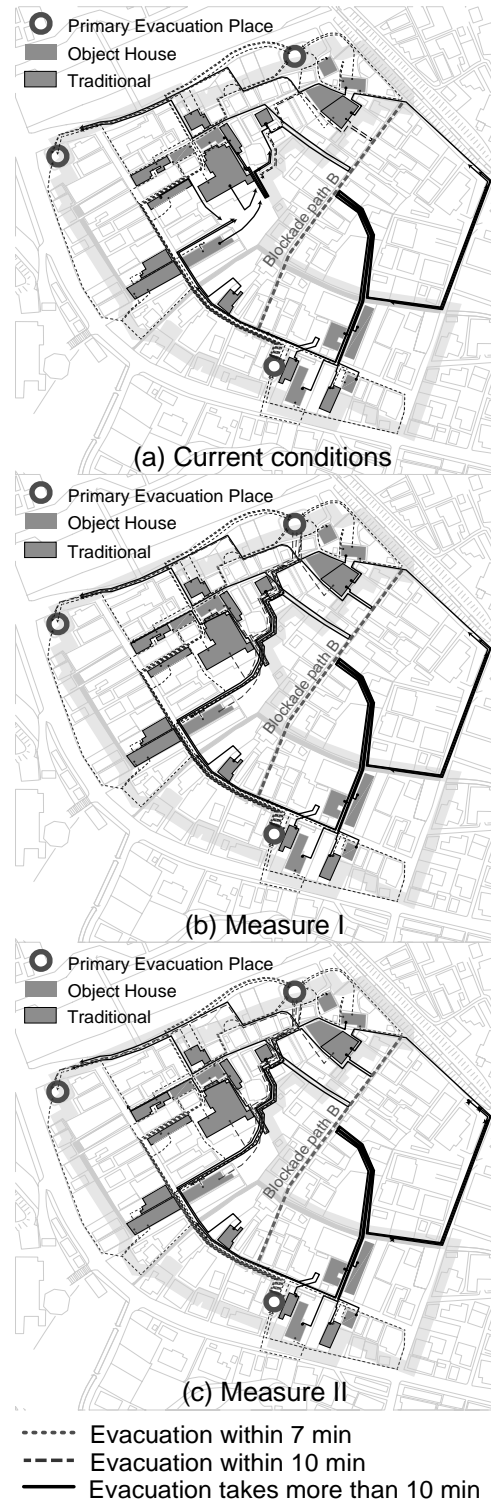 Primary Evacuation Place
Object House
Traditional
Blockade path B
(a) Current conditions
Primary Evacuation Place
Object House
Traditional
Blockade path B
(b) Measure I
Primary Evacuation Place
Object House
Traditional
Blockade path B
(c) Measure II
Evacuation within 7 min
Evacuation within 10 min
Evacuation takes more than 10 min